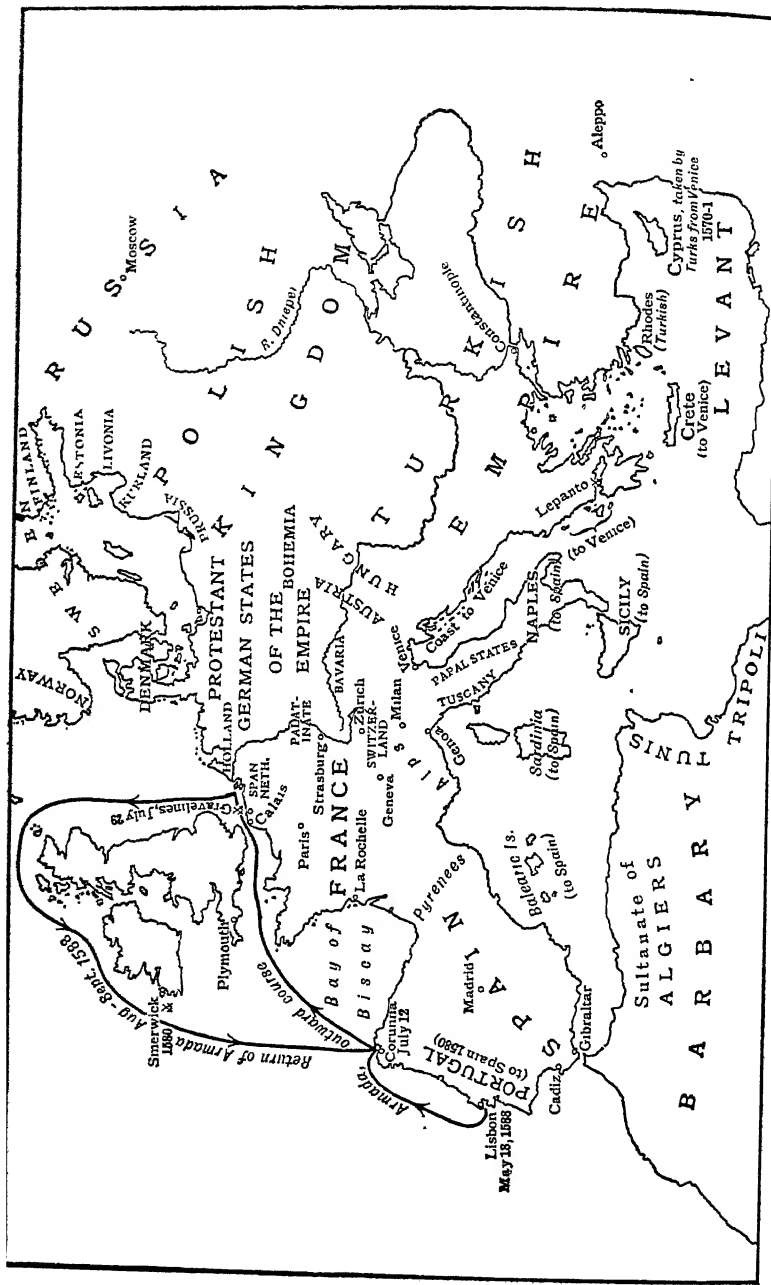 NORWAY
SWEDEN
FINLAND
ESTONIA
LIVONIA
KURLAND
PRUSSIA
RUSSIA
Moscow
POLISH
KINGDOM
R. Dnieper
DENMARK
HOLLAND
PROTESTANT
GERMAN STATES
OF THE
EMPIRE
BOHEMIA
SPAN
NETH.
Calais
Gravelines, July 29
PALAT-
INATE
Strasburg
BAVARIA
AUSTRIA
HUNGARY
Zürich
SWITZER-
LAND
Geneva
Alps
Milan
Venice
Coast to Venice
Genoa
TUSCANY
PAPAL STATES
NAPLES
(to Spain)
SICILY
(to Spain)
Sardinia
(to Spain)
TURKISH
EMPIRE
Constantinople
Aleppo
Lepanto
(to Venice)
Crete
(to Venice)
Rhodes
(Turkish)
Cyprus, taken by
Turks from Venice
1570-1
LEVANT
Paris
FRANCE
La Rochelle
Bay of
Biscay
Pyrenees
Plymouth
Smerwick
1580
Return of Armada Aug-Sept. 1588
Armada,
outward course
Corunna
July 12
Lisbon
May 18, 1588
PORTUGAL
(to Spain 1580)
SPAIN
Madrid
Cadiz
Gibraltar
Balearic Is.
(to Spain)
Sultanate of
ALGIERS
BARBARY
TUNIS
TRIPOLI